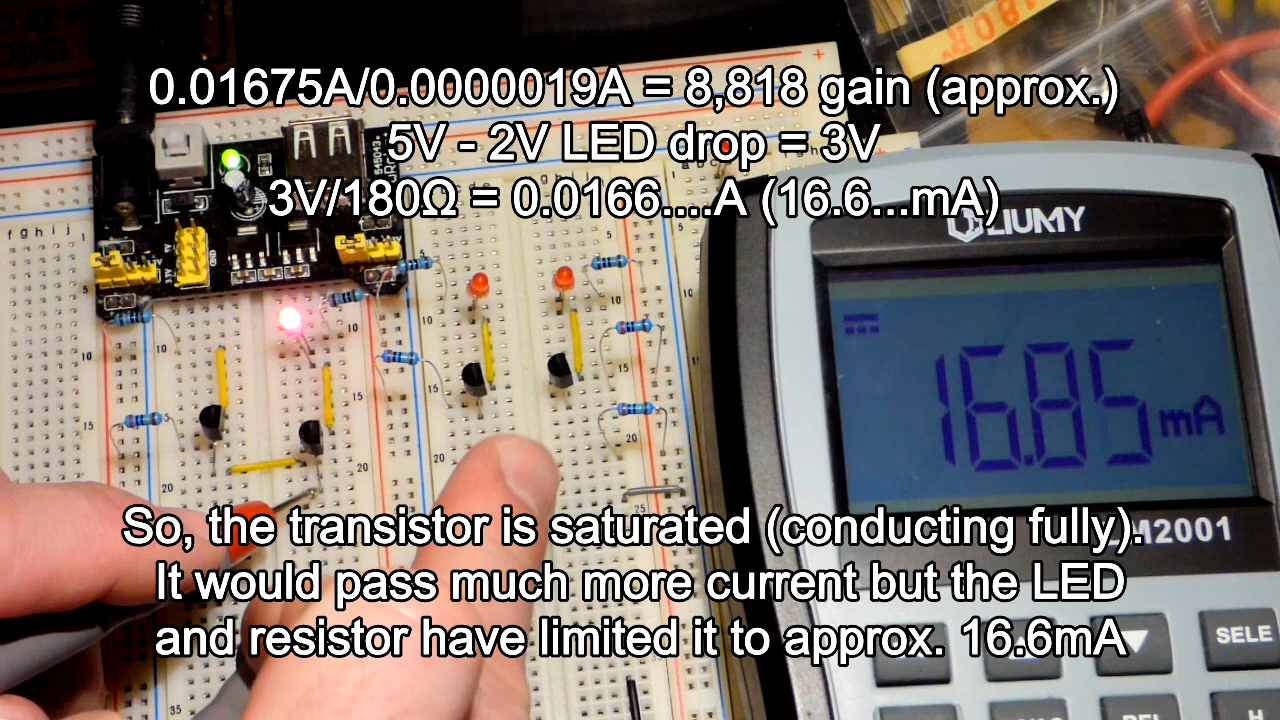 0.01675A/0.0000019A = 8,818 gain (approx.)
5V - 2V LED drop = 3V
3V/180Ω = 0.0166....A (16.6...mA)
180R
f g h i j
LIUMY
16.85 mA
M2001
SELE
So, the transistor is saturated (conducting fully).
It would pass much more current but the LED
and resistor have limited it to approx. 16.6mA